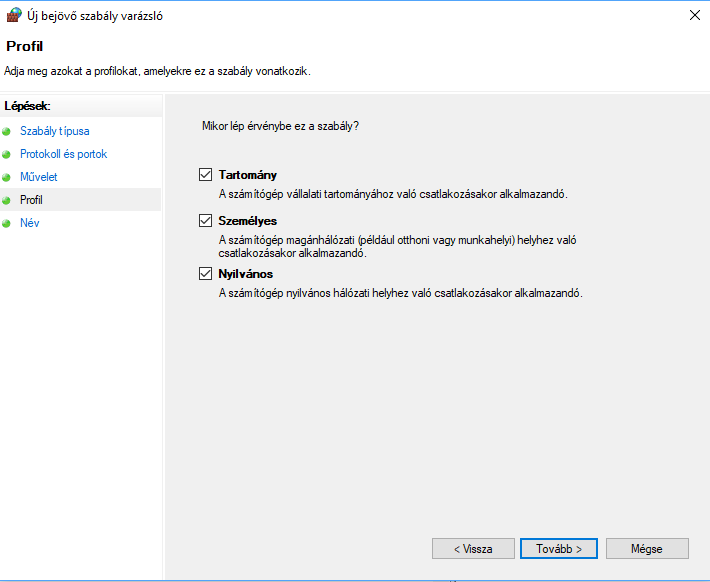 Új bejövő szabály varázsló
Profil
Adja meg azokat a profilokat, amelyekre ez a szabály vonatkozik.
Lépések:
Szabály típusa
Protokoll és portok
Művelet
Profil
Név
Mikor lép érvénybe ez a szabály?
Tartomány
A számítógép vállalati tartományához való csatlakozásakor alkalmazandó.
Személyes
A számítógép magánhálózati (például otthoni vagy munkahelyi) helyhez való
csatlakozásakor alkalmazandó.
Nyilvános
A számítógép nyilvános hálózati helyhez való csatlakozásakor alkalmazandó.
< Vissza
Tovább >
Mégse